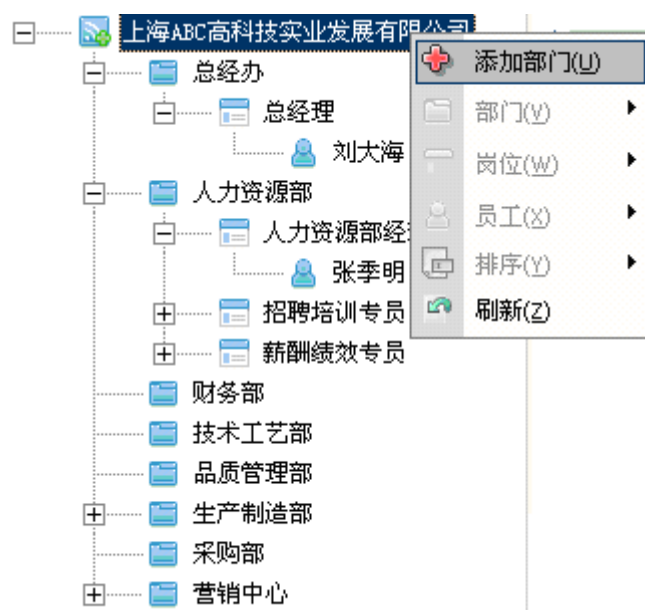 上海ABC高科技实业发展有限公司
总经办
总经理
刘大海
人力资源部
人力资源部经
张季明
招聘培训专员
薪酬绩效专员
财务部
技术工艺部
品质管理部
生产制造部
采购部
营销中心
添加部门(U)
部门(V)
岗位(W)
员工(X)
排序(Y)
刷新(Z)